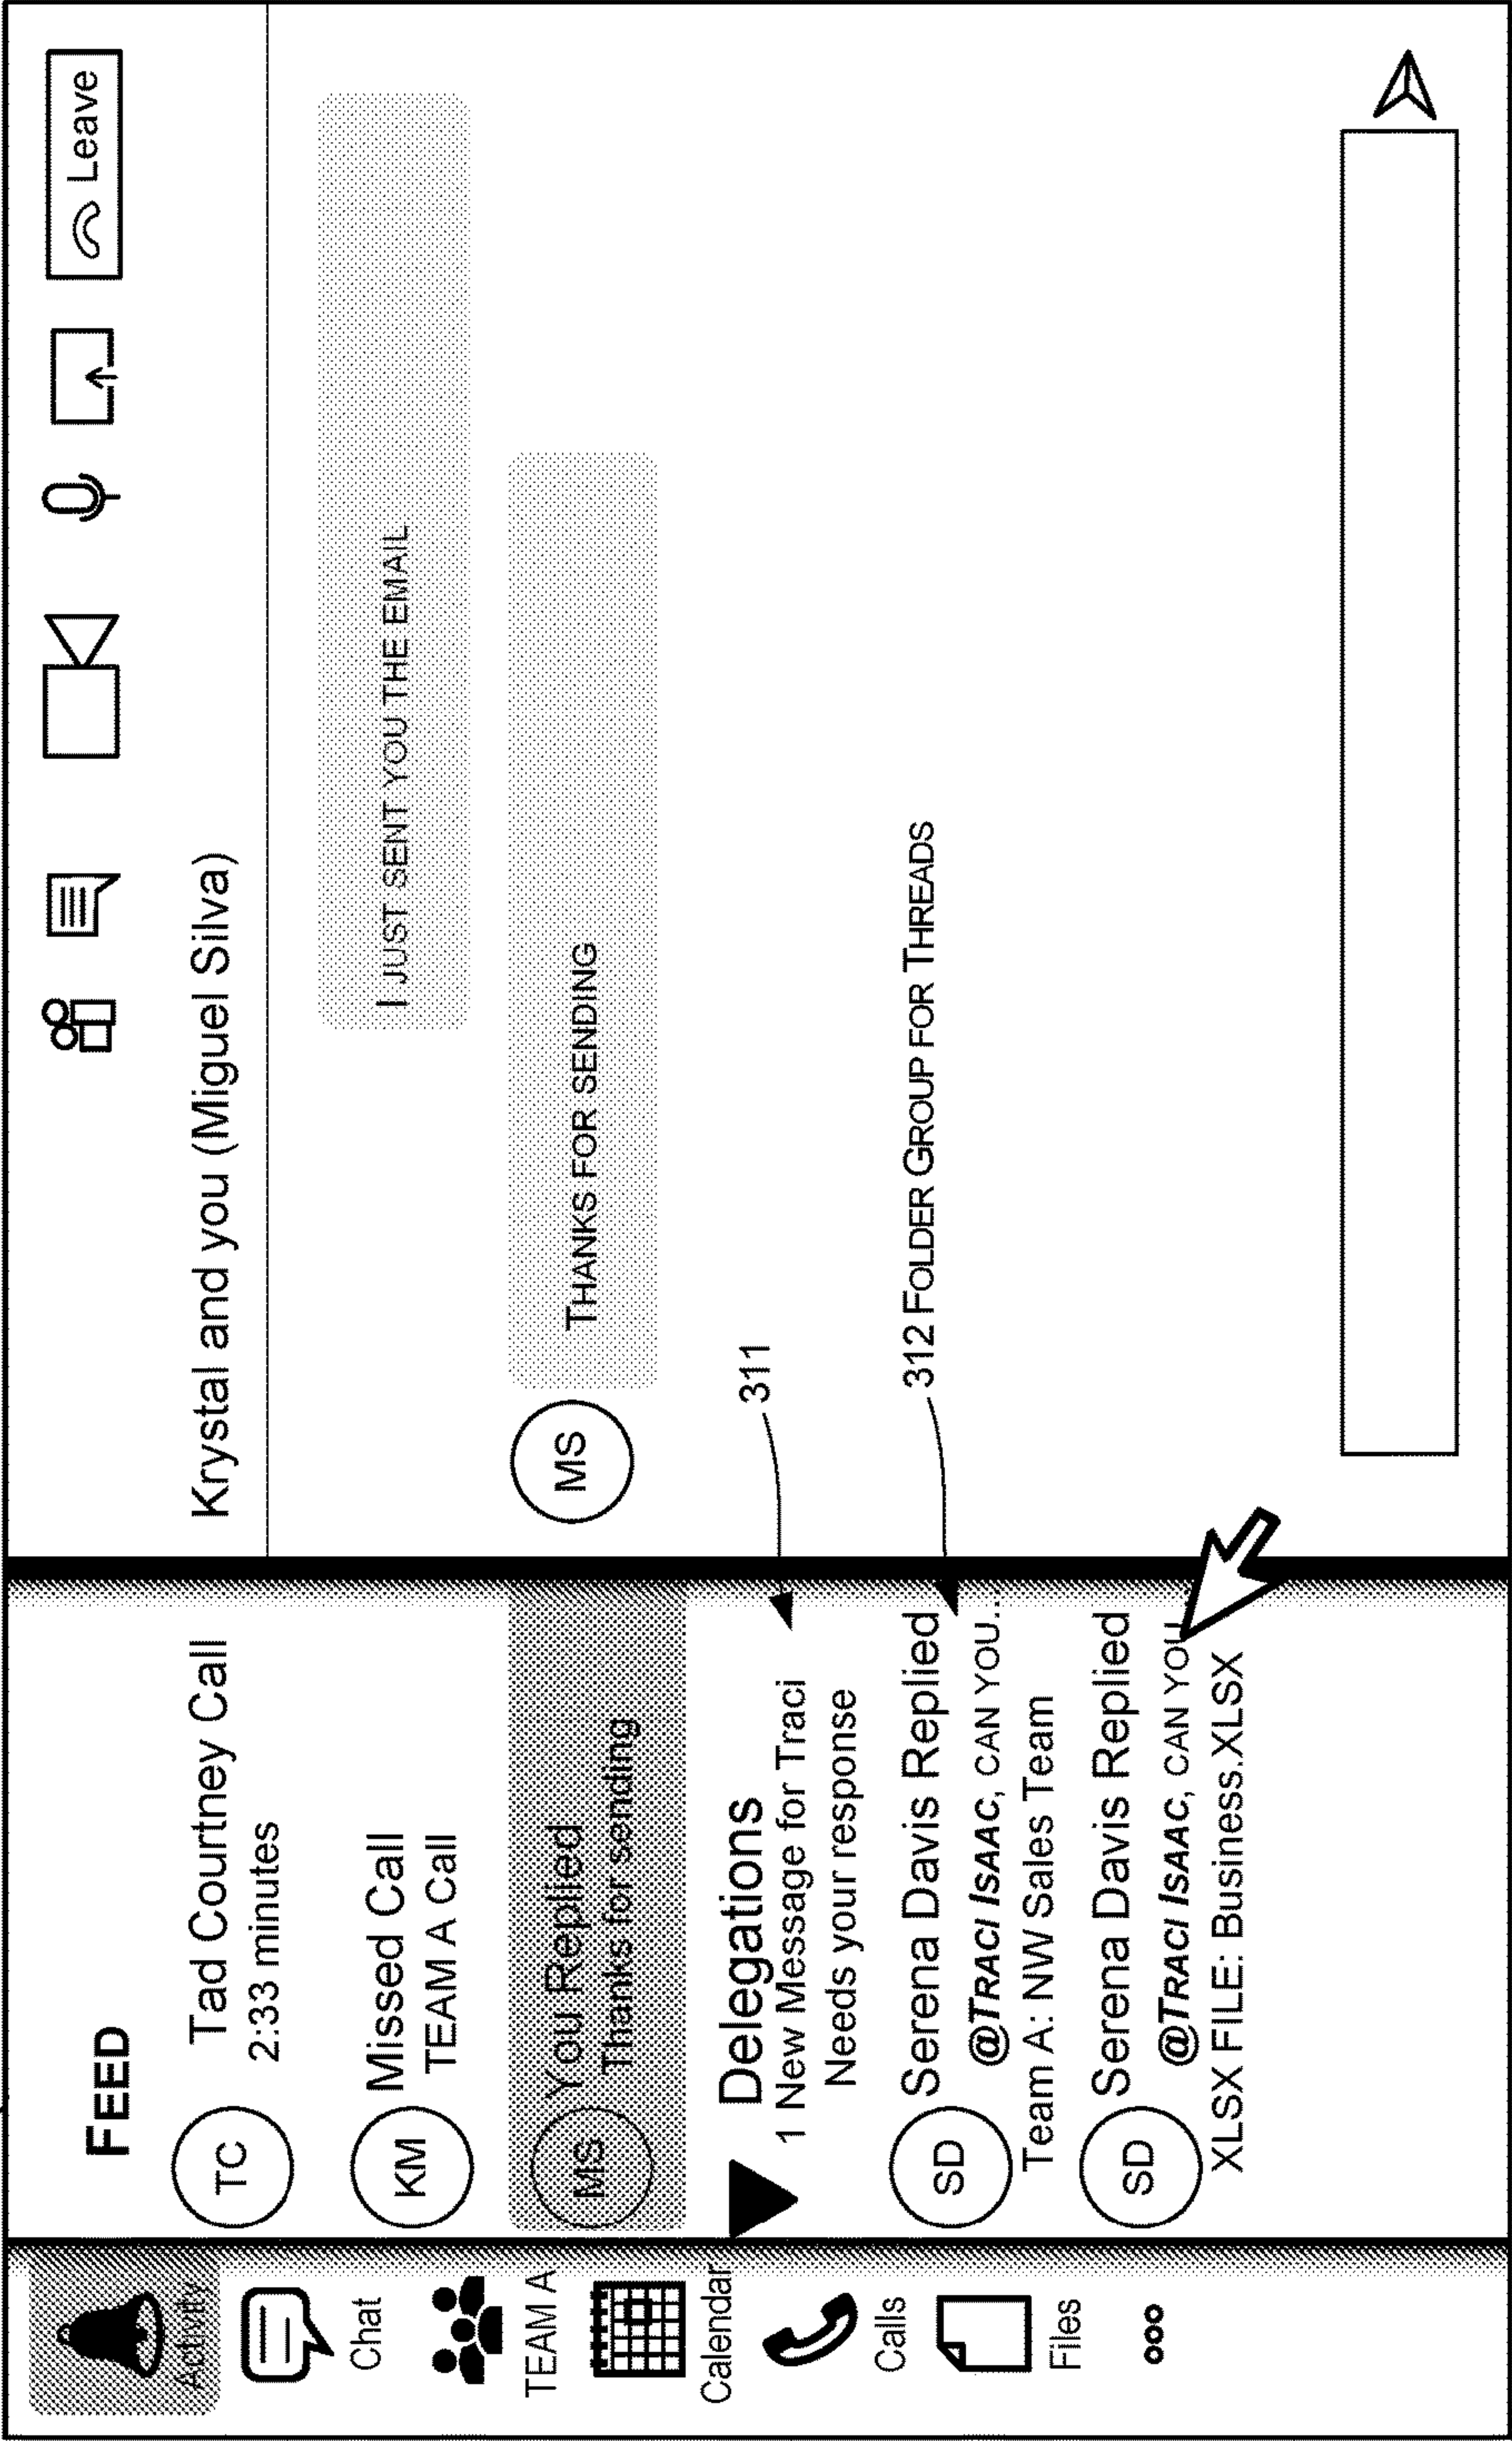 Activity
Chat
TEAM A
Calendar
Calls
Files
FEED
TC
Tad Courtney Call
2:33 minutes
KM
Missed Call
TEAM A Call
MS
You Replied
Thanks for sending
Delegations
1 New Message for Traci
Needs your response
SD
Serena Davis Replied
@TRACI ISAAC, CAN YOU...
Team A: NW Sales Team
SD
Serena Davis Replied
@TRACI ISAAC, CAN YOU
XLSX FILE: Business.XLSX
Leave
Krystal and you (Miguel Silva)
I JUST SENT YOU THE EMAIL
MS
THANKS FOR SENDING
311
312 FOLDER GROUP FOR THREADS